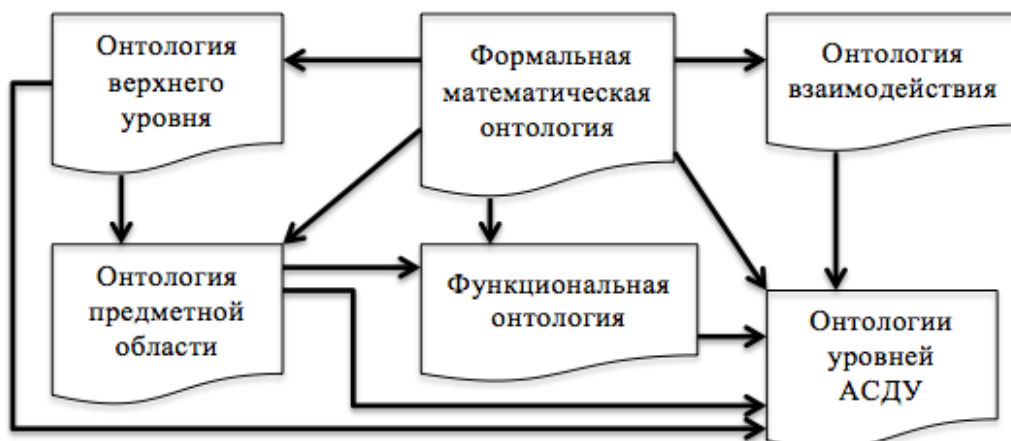 Онтология
верхнего
уровня
Формальная
математическая
онтология
Онтология
взаимодействия
Онтология
предметной
области
Функциональная
онтология
Онтологии
уровней
АСДУ